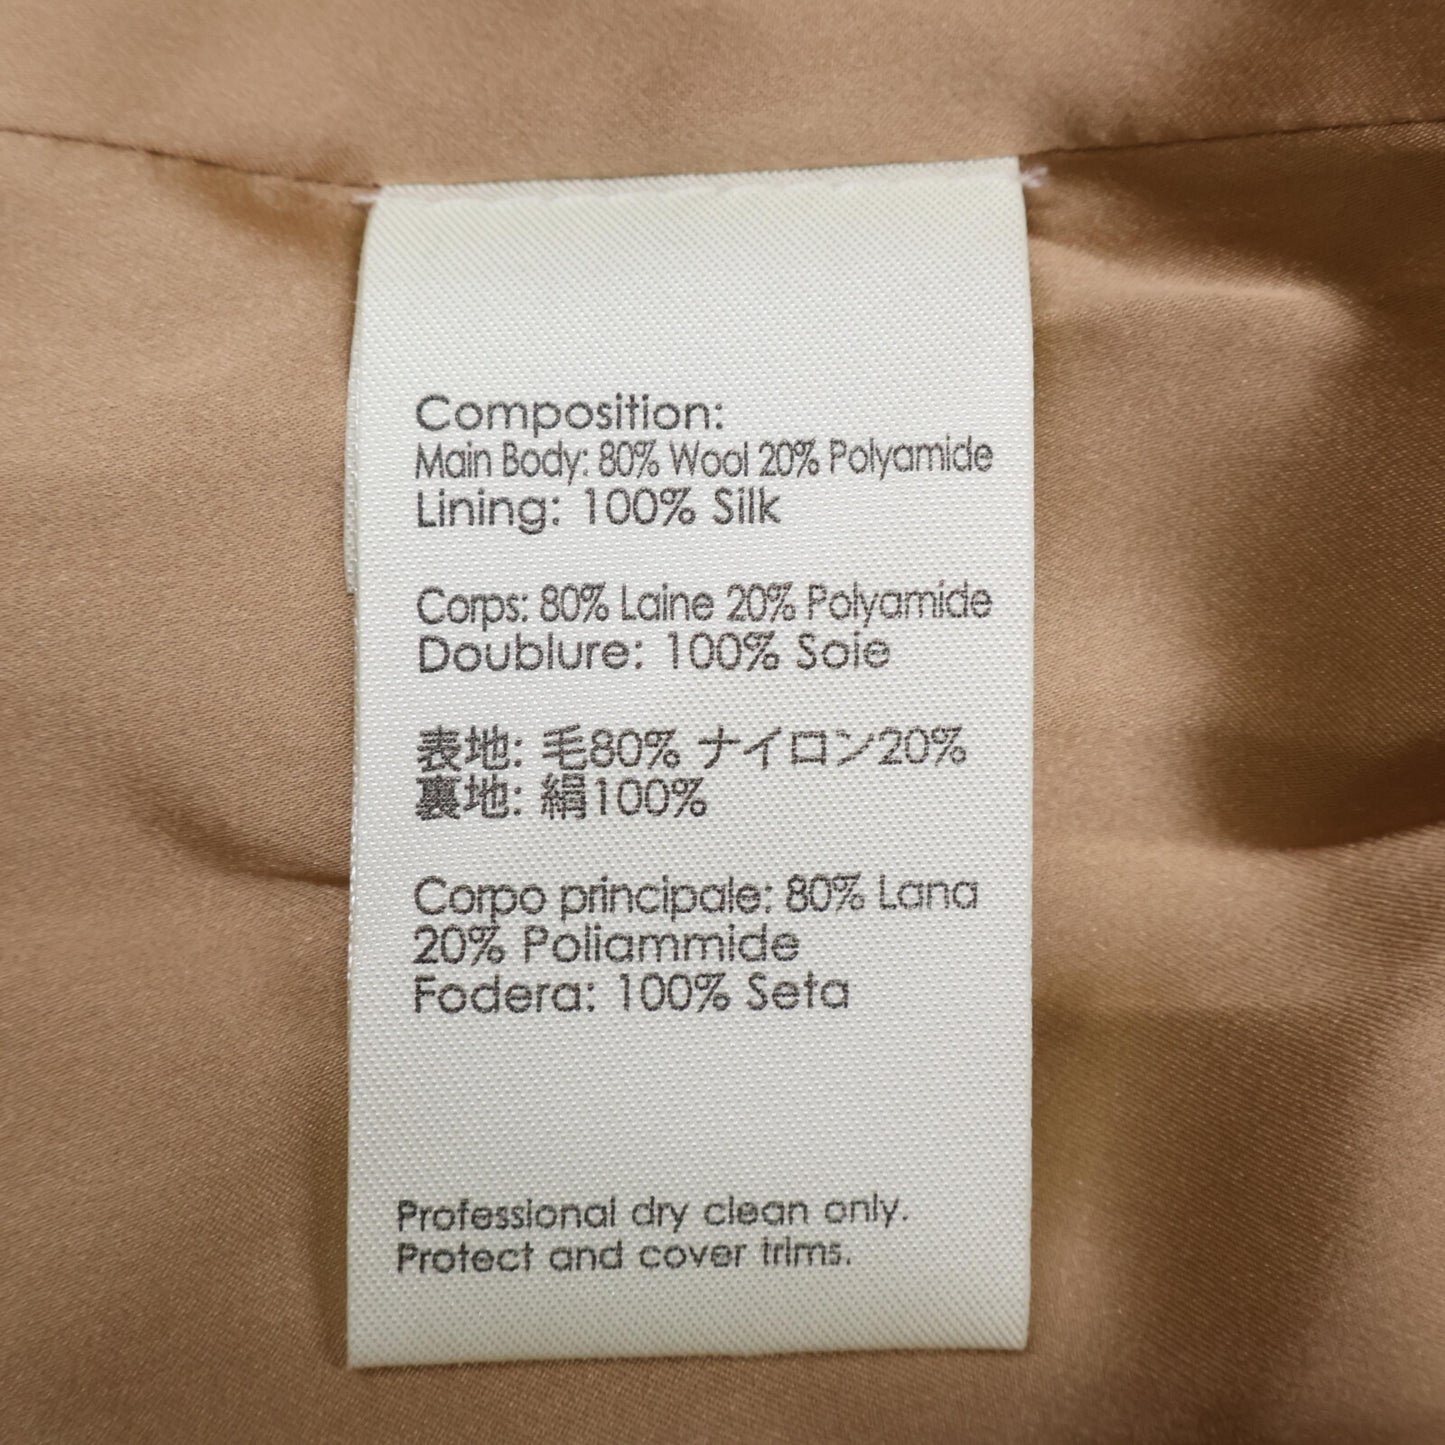 Composition:
Main Body: 80% Wool 20% Polyamide
Lining: 100% Silk
Corps: 80% Laine 20% Polyamide
Doublure: 100% Soie
表地: 毛80% ナイロン20%
裏地: 絹100%
Corpo principale: 80% Lana
20% Poliammide
Fodera: 100% Seta
Professional dry clean only.
Protect and cover trims.